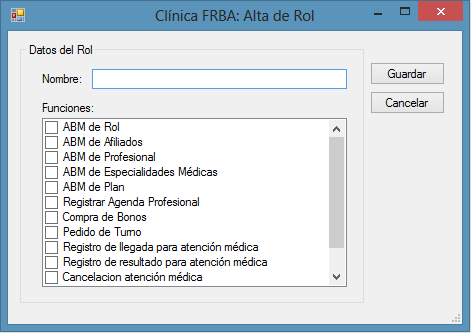 Clínica FRBA: Alta de Rol
Datos del Rol
Nombre:
Guardar
Cancelar
Funciones:
ABM de Rol
ABM de Afiliados
ABM de Profesional
ABM de Especialidades Médicas
ABM de Plan
Registrar Agenda Profesional
Compra de Bonos
Pedido de Turno
Registro de llegada para atención médica
Registro de resultado para atención médica
Cancelacion atención médica